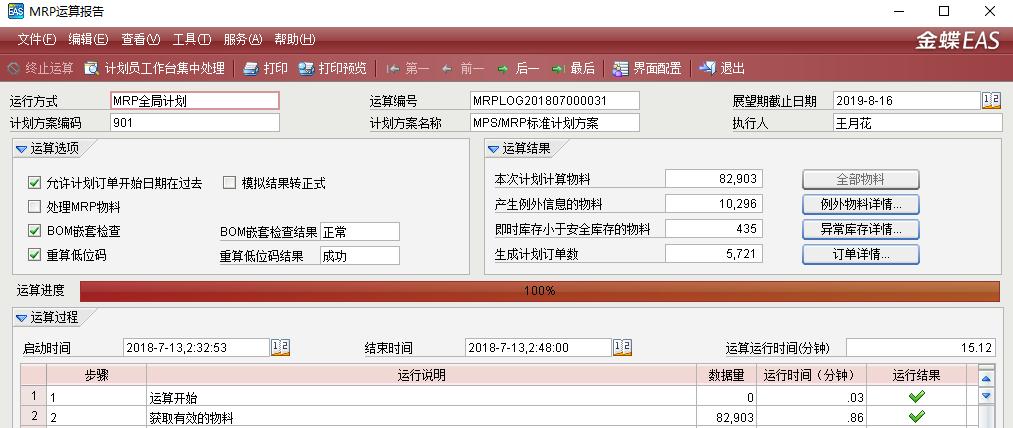 EAS MRP运算报告
文件(F) 编辑(E) 查看(V) 工具(T) 服务(A) 帮助(H) 金蝶EAS
终止运算 计划员工作台集中处理 打印 打印预览 第一 前一 后一 最后 界面配置 退出
运行方式 MRP全局计划 运算编号 MRPLOG201807000031 展望期截止日期 2019-8-16 12
计划方案编码 901 计划方案名称 MPS/MRP标准计划方案 执行人 王月花
运算选项 运算结果
允许计划订单开始日期在过去 模拟结果转正式 本次计划计算物料 82,903 全部物料
处理MRP物料 产生例外信息的物料 10,296 例外物料详情...
BOM嵌套检查 BOM嵌套检查结果 正常 即时库存小于安全库存的物料 435 异常库存详情...
重算低位码 重算低位码结果 成功 生成计划订单数 5,721 订单详情...
运算进度 100%
运算过程
启动时间 2018-7-13,2:32:53 12 结束时间 2018-7-13,2:48:00 12 运算运行时间(分钟) 15.12
步骤 运行说明 数据量 运行时间（分钟） 运行结果
1 1 运算开始 0 .03
2 2 获取有效的物料 82,903 .86